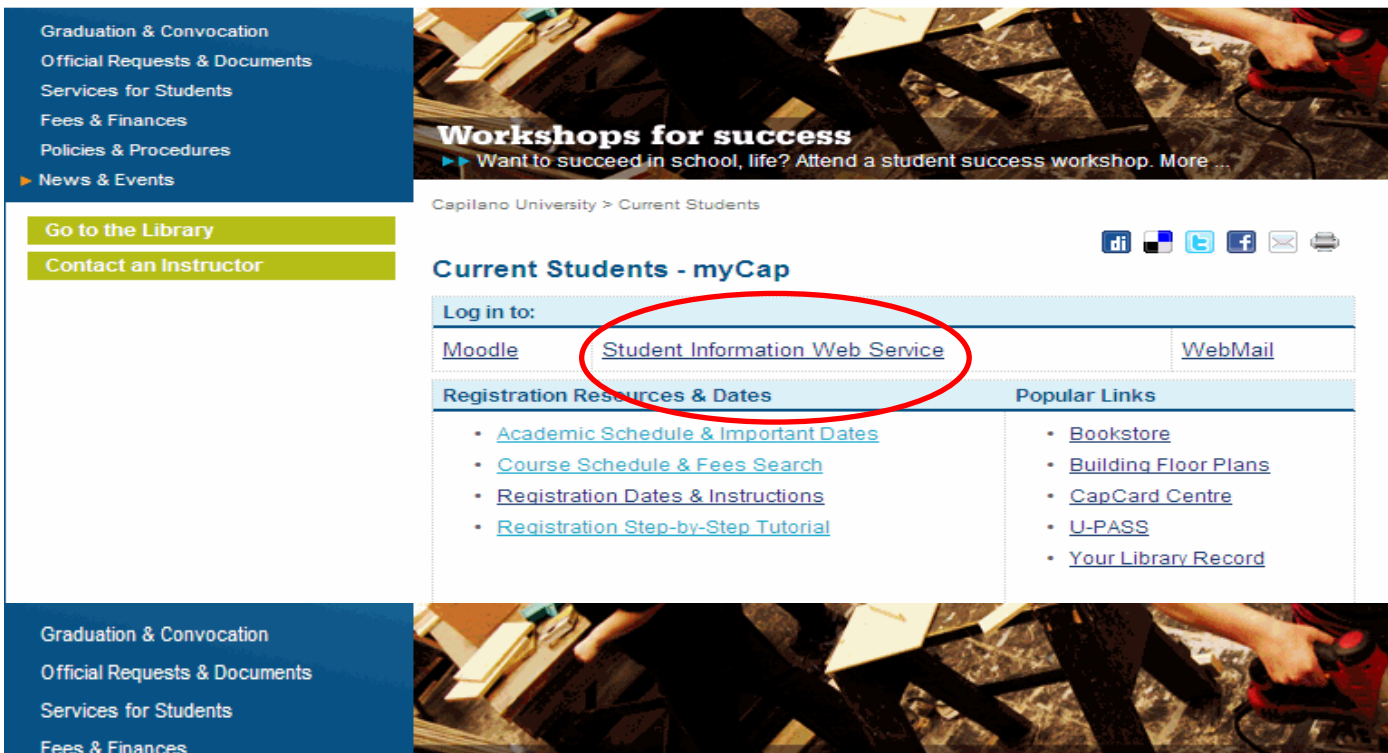 Graduation & Convocation
Official Requests & Documents
Services for Students
Fees & Finances
Policies & Procedures
News & Events
Go to the Library
Contact an Instructor
Workshops for success
Want to succeed in school, life? Attend a student success workshop. More ...
Capilano University > Current Students
di t f
Current Students - myCap
Log in to:
Moodle Student Information Web Service WebMail
Registration Resources & Dates Popular Links
• Academic Schedule & Important Dates
• Course Schedule & Fees Search
• Registration Dates & Instructions
• Registration Step-by-Step Tutorial
• Bookstore
• Building Floor Plans
• CapCard Centre
• U-PASS
• Your Library Record
Graduation & Convocation
Official Requests & Documents
Services for Students
Fees & Finances